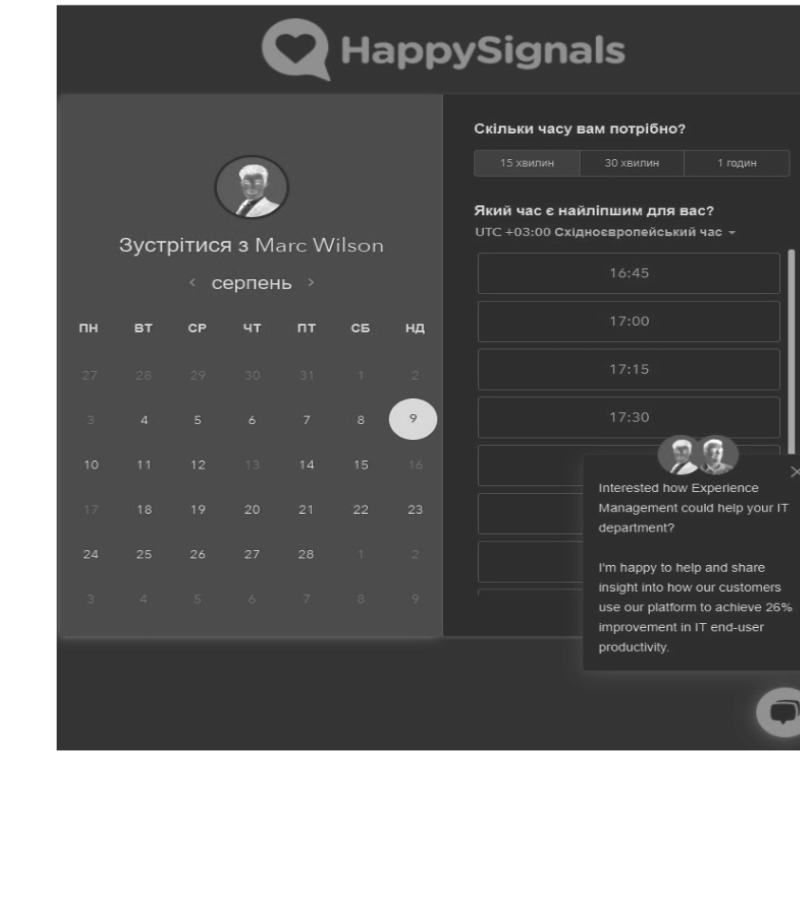 HappySignals
Зустрітися з Marc Wilson
‹ серпень ›
ПН ВТ СР ЧТ ПТ СБ НД
27 28 29 30 31 1 2
3 4 5 6 7 8 9
10 11 12 13 14 15 16
17 18 19 20 21 22 23
24 25 26 27 28 1 2
3 4 5 6 7 8 9
Скільки часу вам потрібно?
15 хвилин 30 хвилин 1 годин
Який час є найліпшим для вас?
UTC +03:00 Східноєвропейський час
16:45
17:00
17:15
17:30
Interested how Experience
Management could help your IT
department?
I'm happy to help and share
insight into how our customers
use our platform to achieve 26%
improvement in IT end-user
productivity.